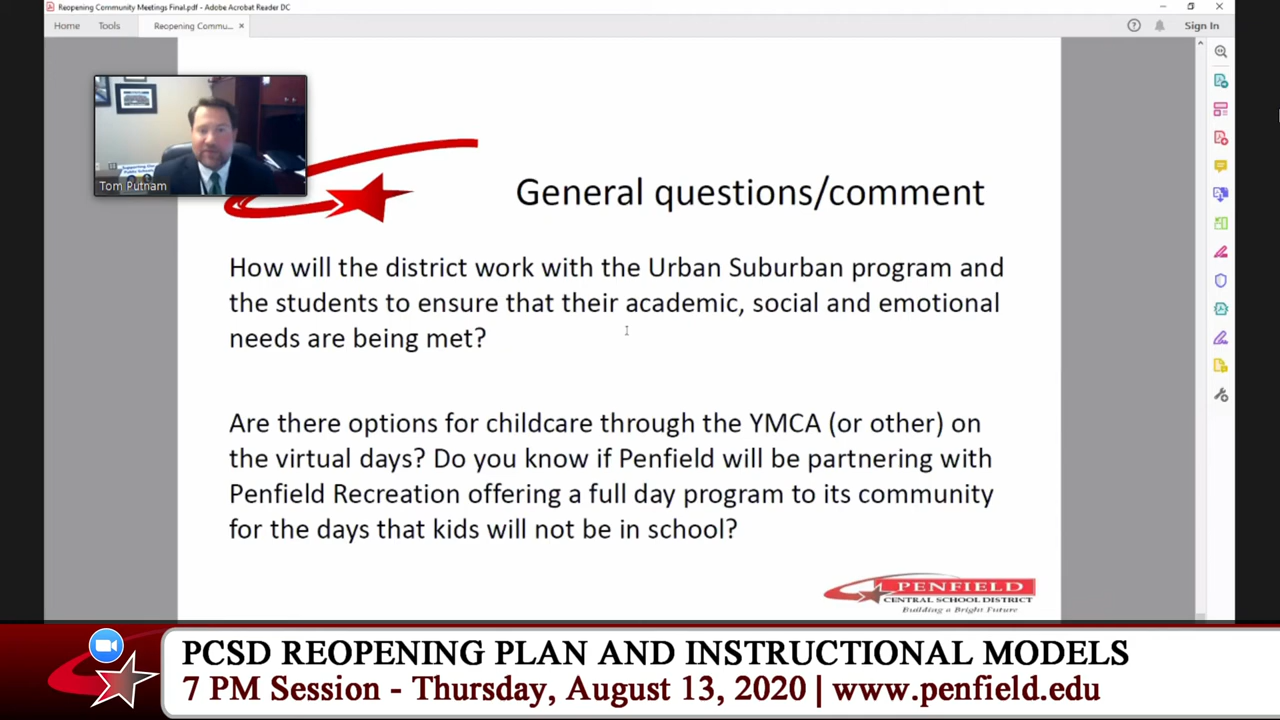 Reopening Community Meetings Final.pdf - Adobe Acrobat Reader DC
Home Tools Reopening Commu... × Sign In
Tom Putnam
General questions/comment
How will the district work with the Urban Suburban program and
the students to ensure that their academic, social and emotional
needs are being met?
Are there options for childcare through the YMCA (or other) on
the virtual days? Do you know if Penfield will be partnering with
Penfield Recreation offering a full day program to its community
for the days that kids will not be in school?
PENFIELD
CENTRAL SCHOOL DISTRICT
Building a Bright Future
PCSD REOPENING PLAN AND INSTRUCTIONAL MODELS
7 PM Session - Thursday, August 13, 2020 | www.penfield.edu